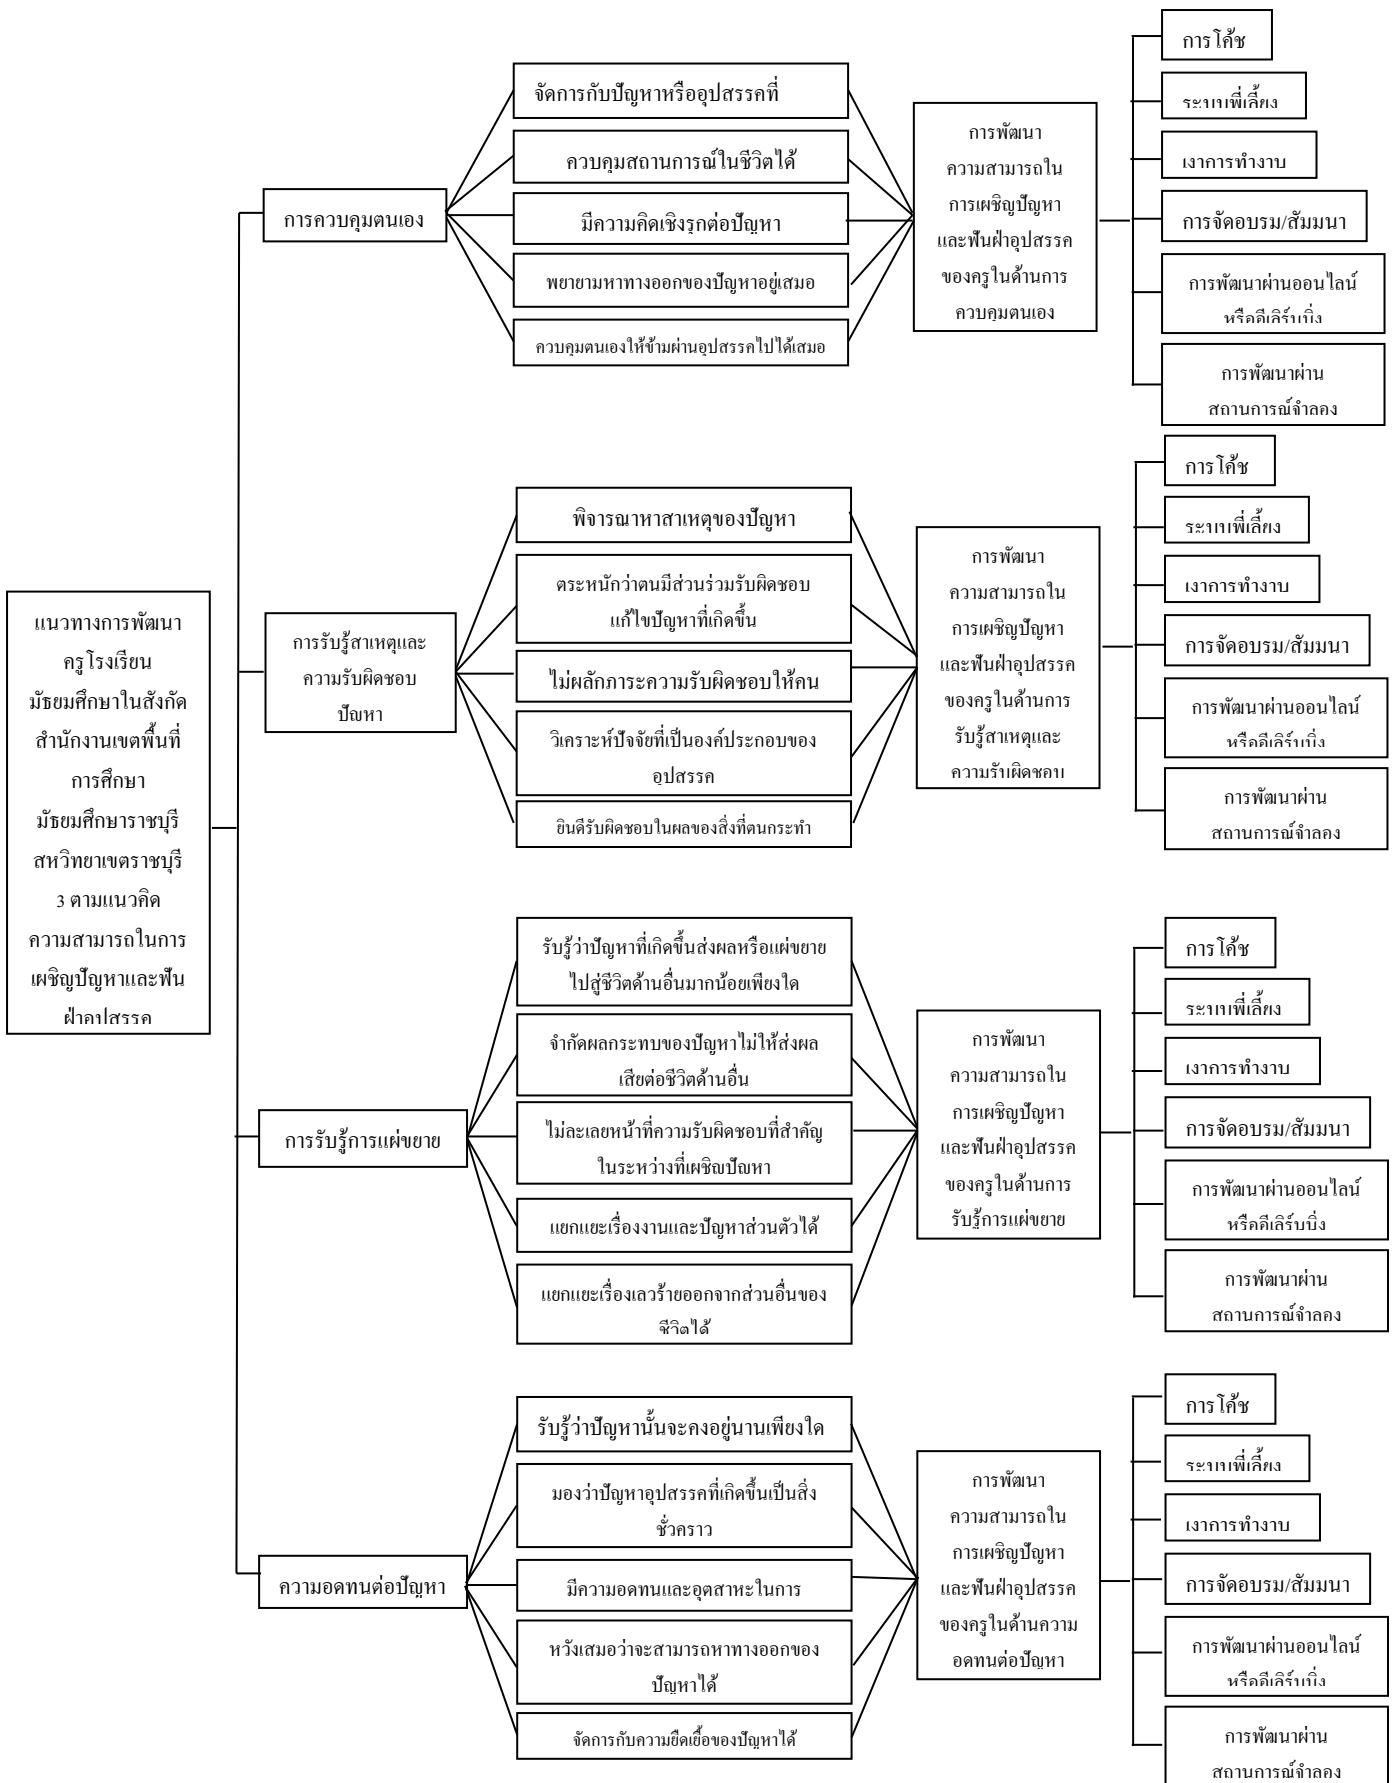 แนวทางการพัฒนา
ครูโรงเรียน
มัธยมศึกษาในสังกัด
สำนักงานเขตพื้นที่
การศึกษา
มัธยมศึกษาราชบุรี
สหวิทยาเขตราชบุรี
3 ตามแนวคิด
ความสามารถในการ
เผชิญปัญหาและฟัน
ฝ่าอุปสรรค
การควบคุมตนเอง
จัดการกับปัญหาหรืออุปสรรคที่
ควบคุมสถานการณ์ในชีวิตได้
มีความคิดเชิงรุกต่อปัญหา
พยายามหาทางออกของปัญหาอยู่เสมอ
ควบคุมตนเองให้ข้ามผ่านอุปสรรคไปได้เสมอ
การพัฒนา
ความสามารถใน
การเผชิญปัญหา
และฟันฝ่าอุปสรรค
ของครูในด้านการ
ควบคุมตนเอง
การโค้ช
ระบบพี่เลี้ยง
เงาการทำงาน
การจัดอบรม/สัมมนา
การพัฒนาผ่านออนไลน์
หรืออีเลิร์นนิ่ง
การพัฒนาผ่าน
สถานการณ์จำลอง
การรับรู้สาเหตุและ
ความรับผิดชอบ
ปัญหา
พิจารณาหาสาเหตุของปัญหา
ตระหนักว่าตนมีส่วนร่วมรับผิดชอบ
แก้ไขปัญหาที่เกิดขึ้น
ไม่ผลักภาระความรับผิดชอบให้คน
วิเคราะห์ปัจจัยที่เป็นองค์ประกอบของ
อุปสรรค
ยินดีรับผิดชอบในผลของสิ่งที่ตนกระทำ
การพัฒนา
ความสามารถใน
การเผชิญปัญหา
และฟันฝ่าอุปสรรค
ของครูในด้านการ
รับรู้สาเหตุและ
ความรับผิดชอบ
การโค้ช
ระบบพี่เลี้ยง
เงาการทำงาน
การจัดอบรม/สัมมนา
การพัฒนาผ่านออนไลน์
หรืออีเลิร์นนิ่ง
การพัฒนาผ่าน
สถานการณ์จำลอง
การรับรู้การแผ่ขยาย
รับรู้ว่าปัญหาที่เกิดขึ้นส่งผลหรือแผ่ขยาย
ไปสู่ชีวิตด้านอื่นมากน้อยเพียงใด
จำกัดผลกระทบของปัญหาไม่ให้ส่งผล
เสียต่อชีวิตด้านอื่น
ไม่ละเลยหน้าที่ความรับผิดชอบที่สำคัญ
ในระหว่างที่เผชิญปัญหา
แยกแยะเรื่องงานและปัญหาส่วนตัวได้
แยกแยะเรื่องเลวร้ายออกจากส่วนอื่นของ
ชีวิตได้
การพัฒนา
ความสามารถใน
การเผชิญปัญหา
และฟันฝ่าอุปสรรค
ของครูในด้านการ
รับรู้การแผ่ขยาย
การโค้ช
ระบบพี่เลี้ยง
เงาการทำงาน
การจัดอบรม/สัมมนา
การพัฒนาผ่านออนไลน์
หรืออีเลิร์นนิ่ง
การพัฒนาผ่าน
สถานการณ์จำลอง
ความอดทนต่อปัญหา
รับรู้ว่าปัญหานั้นจะคงอยู่นานเพียงใด
มองว่าปัญหาอุปสรรคที่เกิดขึ้นเป็นสิ่ง
ชั่วคราว
มีความอดทนและอุตสาหะในการ
หวังเสมอว่าจะสามารถหาทางออกของ
ปัญหาได้
จัดการกับความยืดเยื้อของปัญหาได้
การพัฒนา
ความสามารถใน
การเผชิญปัญหา
และฟันฝ่าอุปสรรค
ของครูในด้านความ
อดทนต่อปัญหา
การโค้ช
ระบบพี่เลี้ยง
เงาการทำงาน
การจัดอบรม/สัมมนา
การพัฒนาผ่านออนไลน์
หรืออีเลิร์นนิ่ง
การพัฒนาผ่าน
สถานการณ์จำลอง